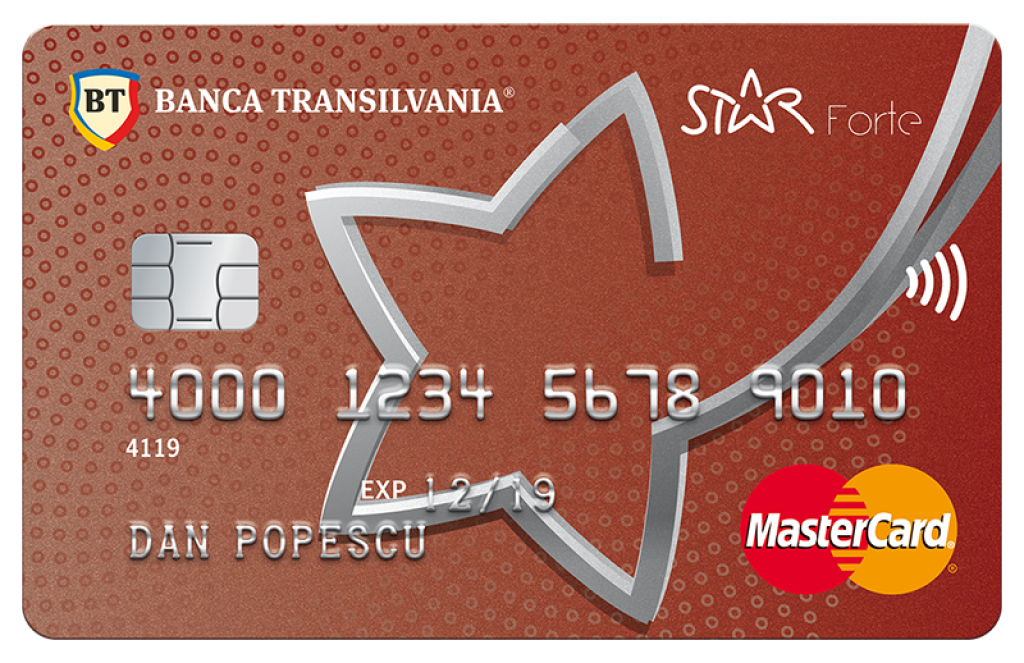 BT BANCA TRANSILVANIA®
STAR Forte
4000 1234 5678 9010
4119
EXP 12/19
DAN POPESCU
MasterCard®